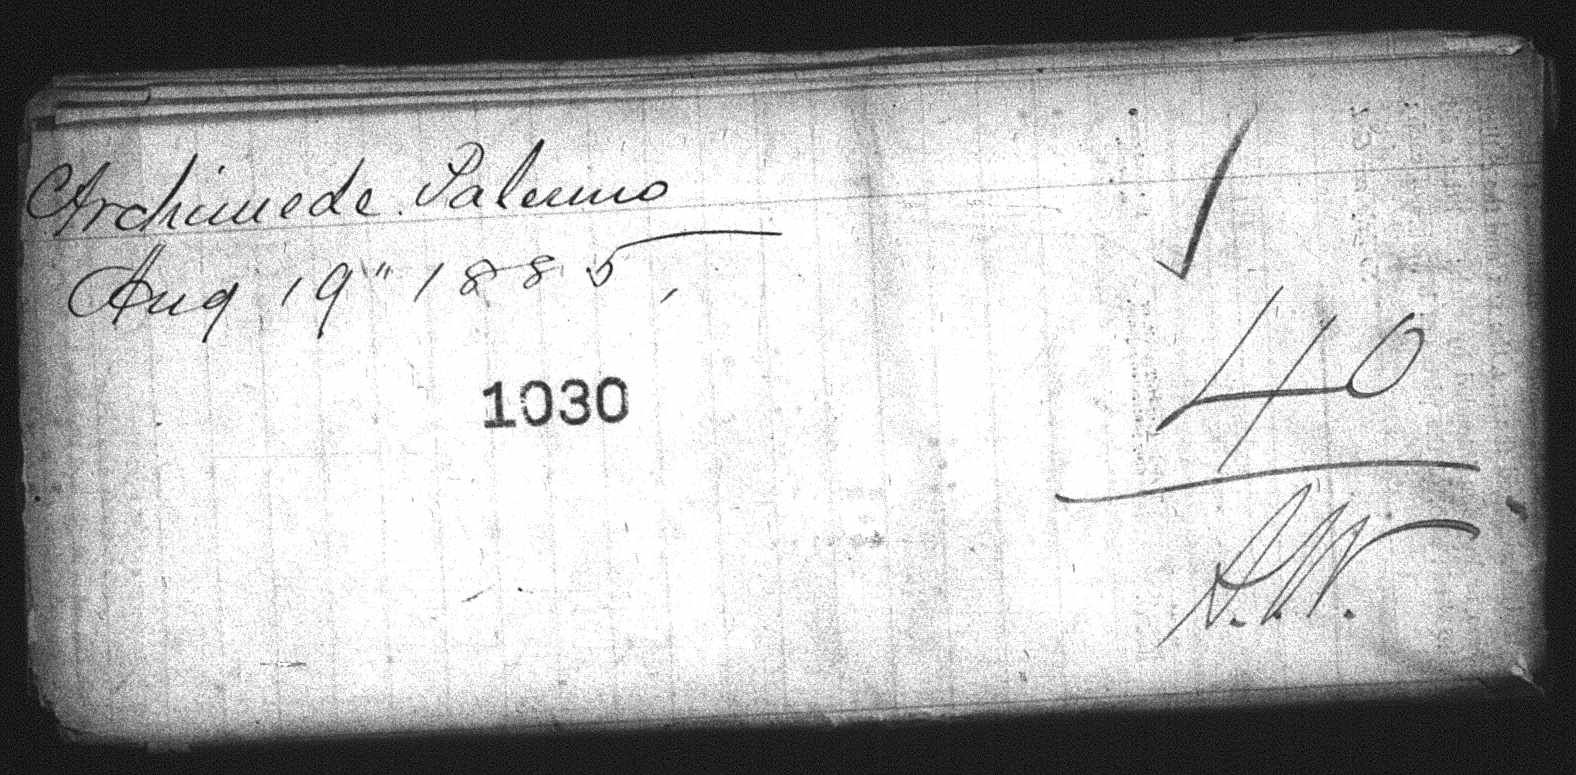 Archimede. Palermo
Aug 19" 1885,
1030
40
A.W.